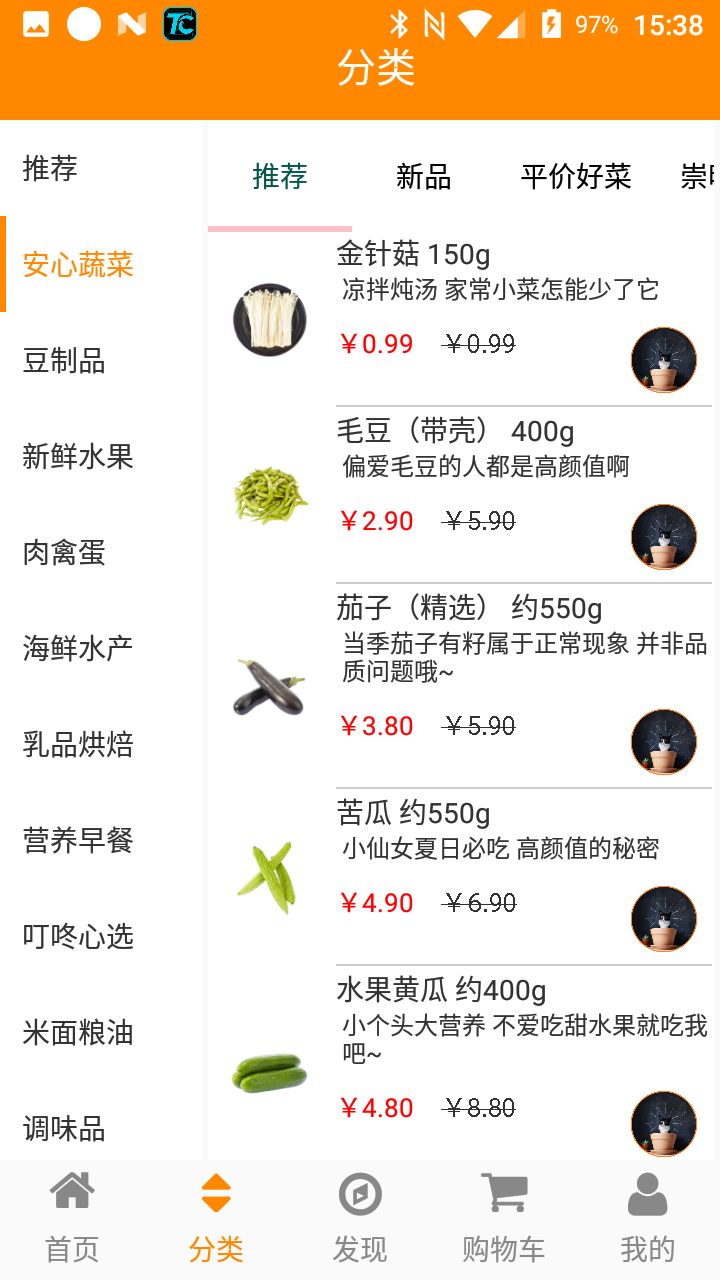 97% 15:38
分类
推荐
安心蔬菜
豆制品
新鲜水果
肉禽蛋
海鲜水产
乳品烘焙
营养早餐
叮咚心选
米面粮油
调味品
推荐 新品 平价好菜 崇
金针菇 150g
凉拌炖汤 家常小菜怎能少了它
￥0.99 ￥0.99
毛豆（带壳） 400g
偏爱毛豆的人都是高颜值啊
￥2.90 ￥5.90
茄子（精选） 约550g
当季茄子有籽属于正常现象 并非品
质问题哦~
￥3.80 ￥5.90
苦瓜 约550g
小仙女夏日必吃 高颜值的秘密
￥4.90 ￥6.90
水果黄瓜 约400g
小个头大营养 不爱吃甜水果就吃我
吧~
￥4.80 ￥8.80
首页 分类 发现 购物车 我的